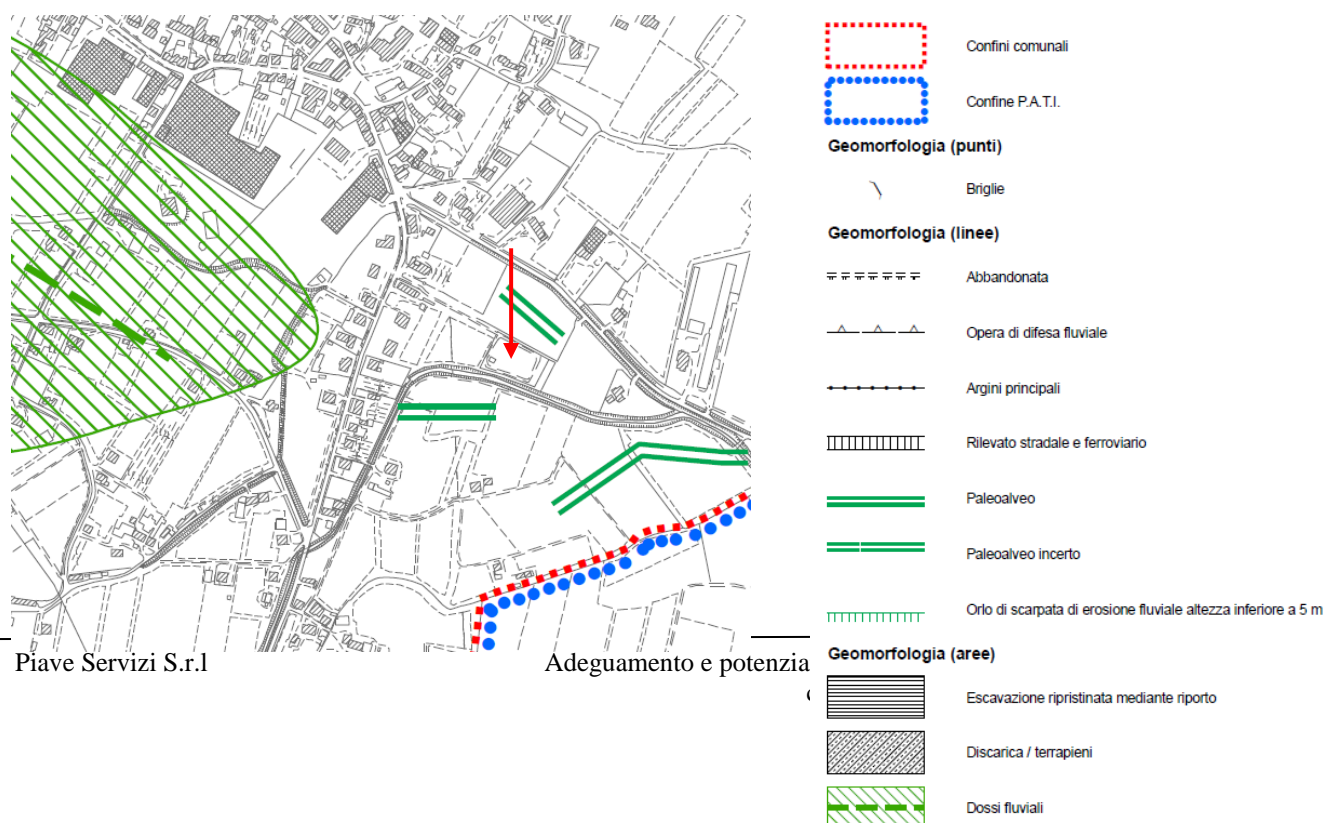 Confini comunali
Confine P.A.T.I.
Geomorfologia (punti)
Briglie
Geomorfologia (linee)
Abbandonata
Opera di difesa fluviale
Argini principali
Rilevato stradale e ferroviario
Paleoalveo
Paleoalveo incerto
Orlo di scarpata di erosione fluviale altezza inferiore a 5 m
Geomorfologia (aree)
Escavazione ripristinata mediante riporto
Discarica / terrapieni
Dossi fluviali
Piave Servizi S.r.l
Adeguamento e potenzia